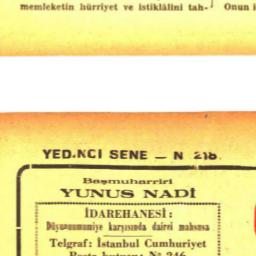 memleketin hürriyet ve istiklâlini tah-
Onun i
YEDİNCİ SENE — N 218.
Başmuharriri
YUNUS NADİ
İDAREHANESİ:
Düyunuumumiye karşısında dairei mahsusa
Telgraf: İstanbul Cumhuriyet
Posta kutusu: Nº 246